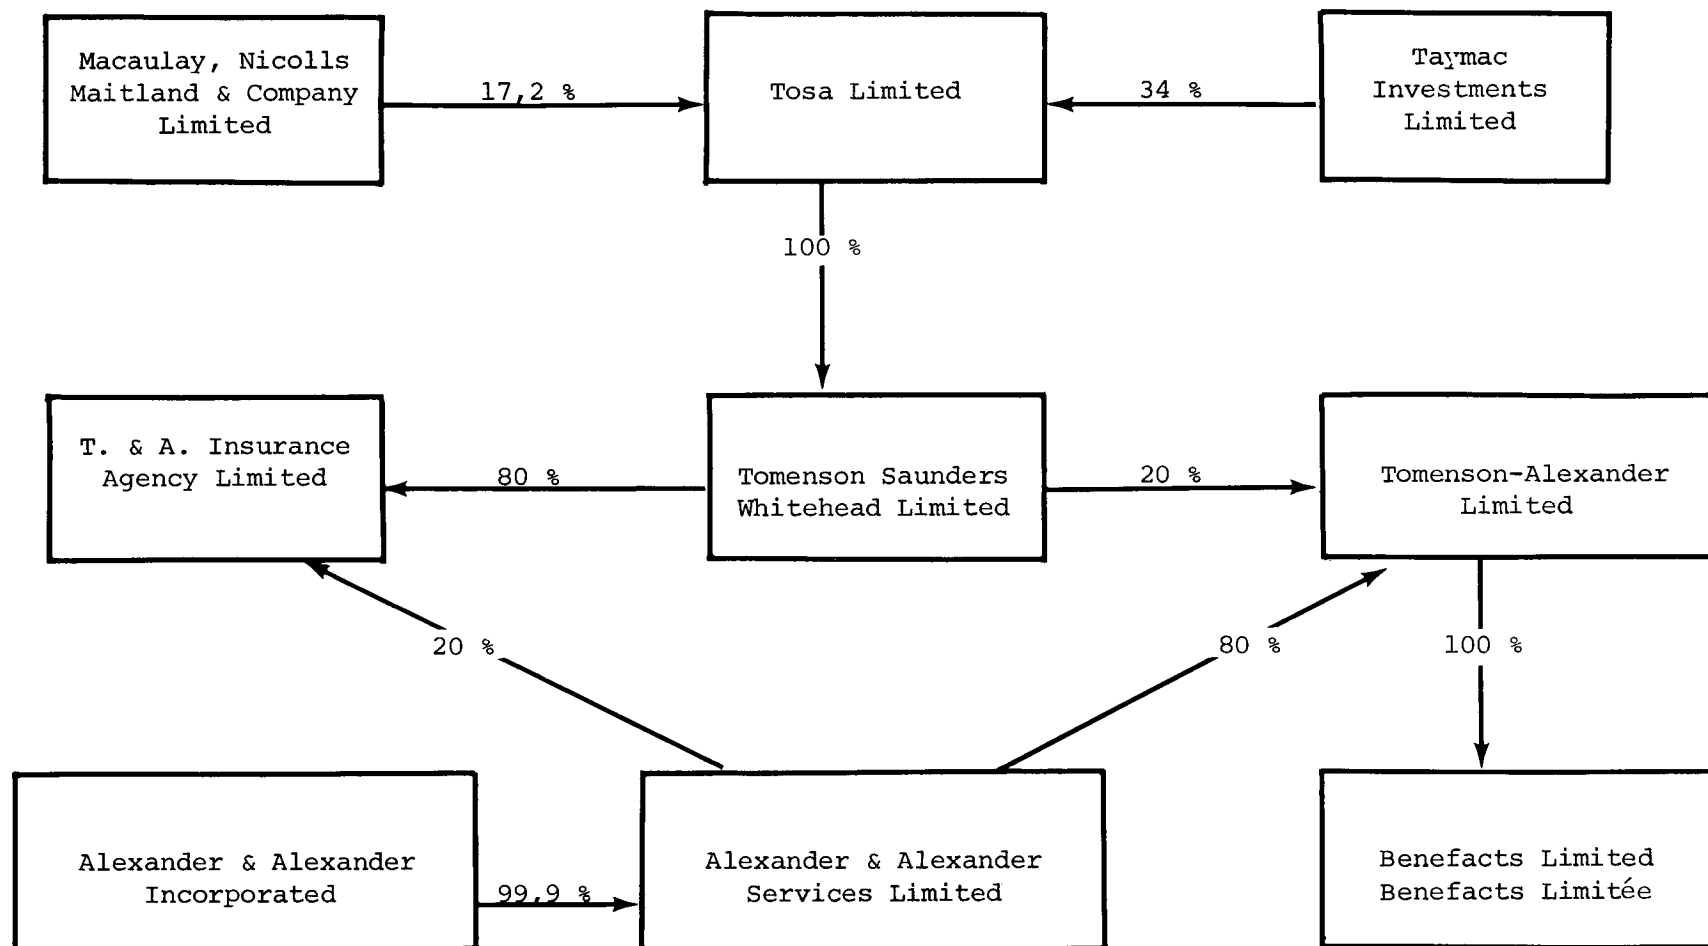 Macaulay, Nicolls
Maitland & Company
Limited
17,2 %
Tosa Limited
34 %
Taymac
Investments
Limited
100 %
T. & A. Insurance
Agency Limited
80 %
Tomenson Saunders
Whitehead Limited
20 %
Tomenson-Alexander
Limited
20 %
80 %
100 %
Alexander & Alexander
Incorporated
99,9 %
Alexander & Alexander
Services Limited
Benefacts Limited
Benefacts Limitée